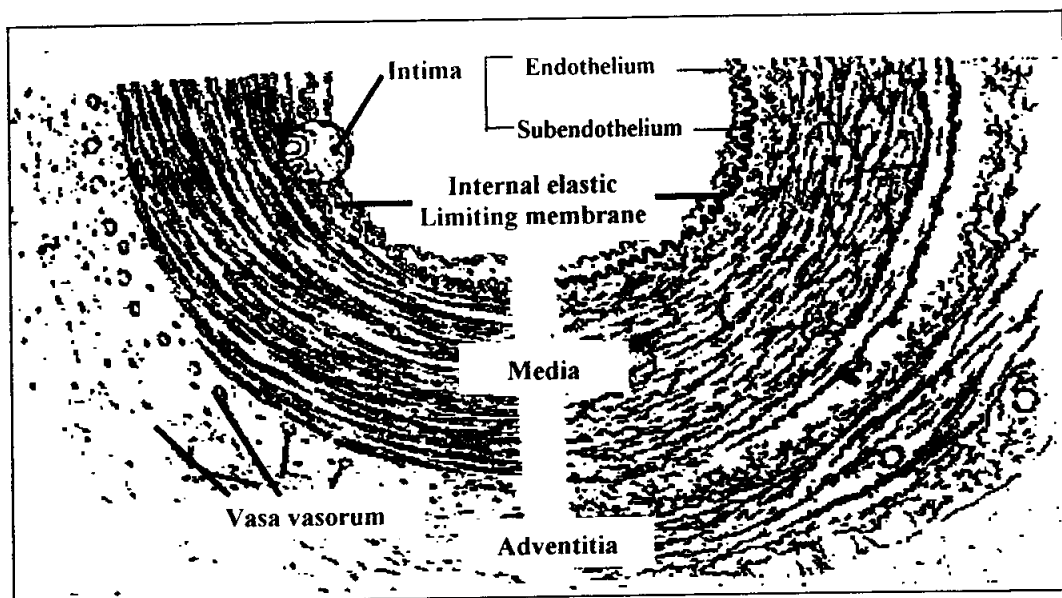 Intima
Endothelium
Subendothelium
Internal elastic
Limiting membrane
Media
Vasa vasorum
Adventitia